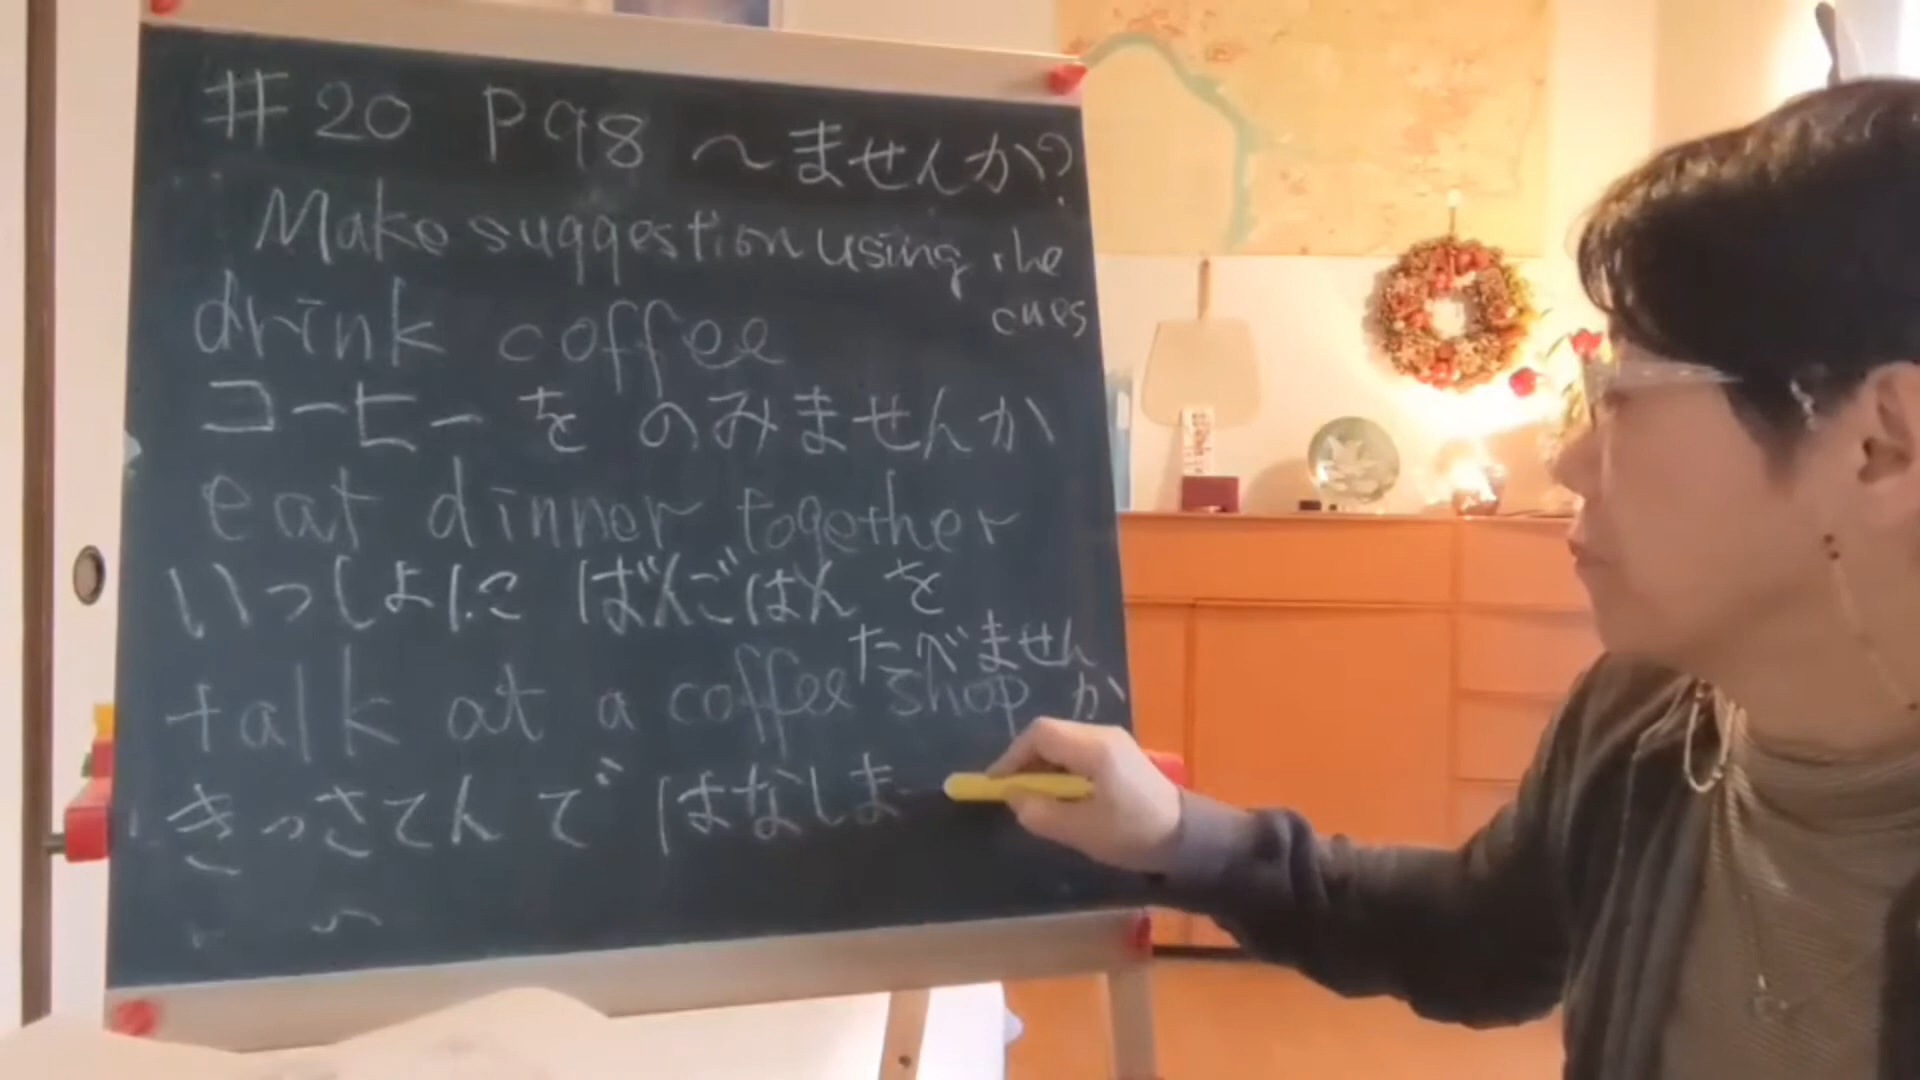 #20 P98 ～ませんか?
Make suggestion using the
cues
drink coffee
コーヒーを のみませんか
eat dinner together
いっしょに ばんごはん を
たべません
か
talk at a coffee shop
きっさてん で はなしま